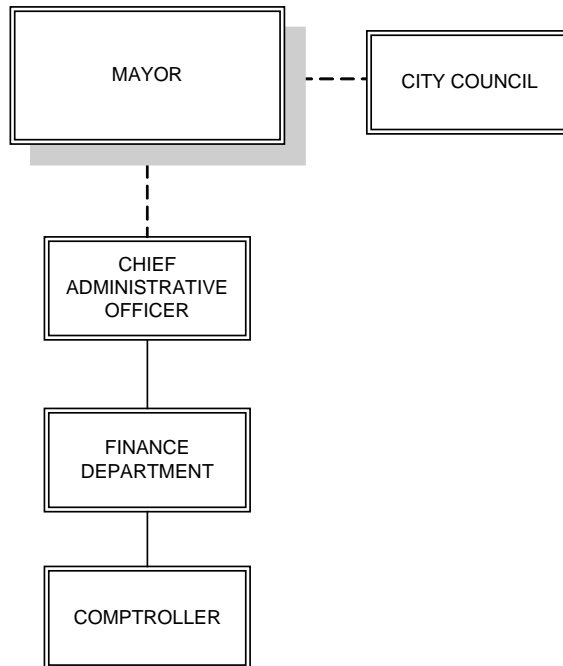 MAYOR
CITY COUNCIL
CHIEF
ADMINISTRATIVE
OFFICER
FINANCE
DEPARTMENT
COMPTROLLER